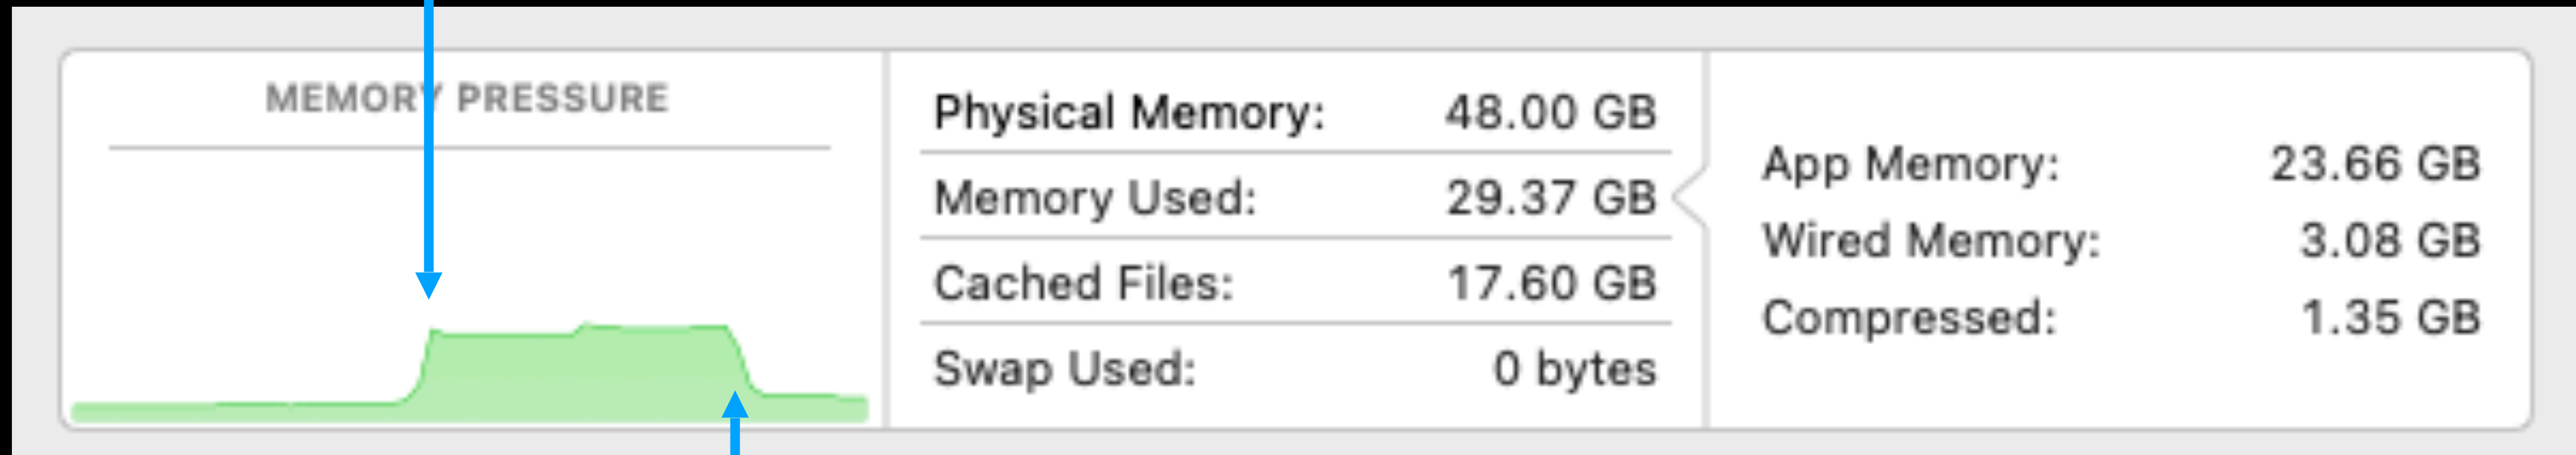 MEMORY PRESSURE
Physical Memory: 48.00 GB
Memory Used: 29.37 GB
Cached Files: 17.60 GB
Swap Used: 0 bytes
App Memory: 23.66 GB
Wired Memory: 3.08 GB
Compressed: 1.35 GB